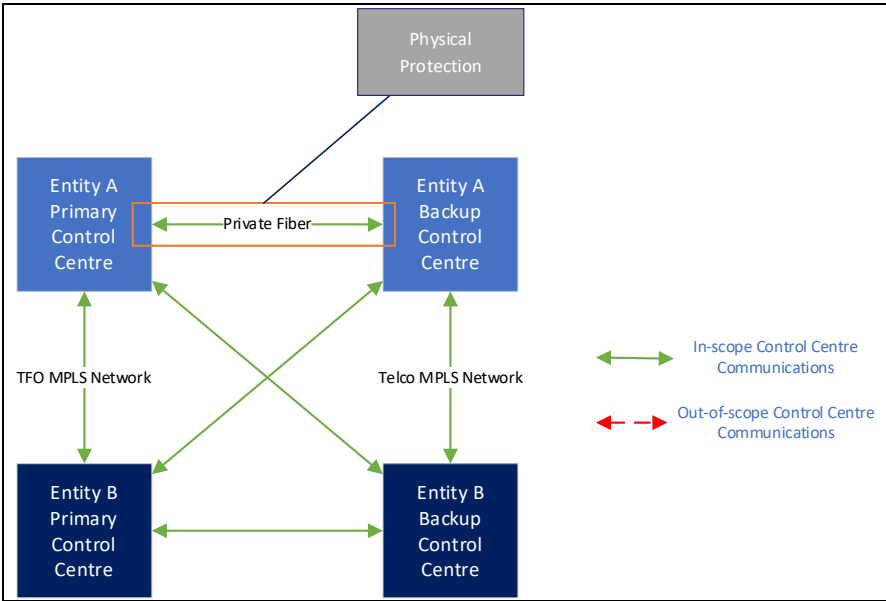 Physical
Protection
Entity A
Primary
Control
Centre
Private Fiber
Entity A
Backup
Control
Centre
TFO MPLS Network
Telco MPLS Network
In-scope Control Centre
Communications
Out-of-scope Control Centre
Communications
Entity B
Primary
Control
Centre
Entity B
Backup
Control
Centre